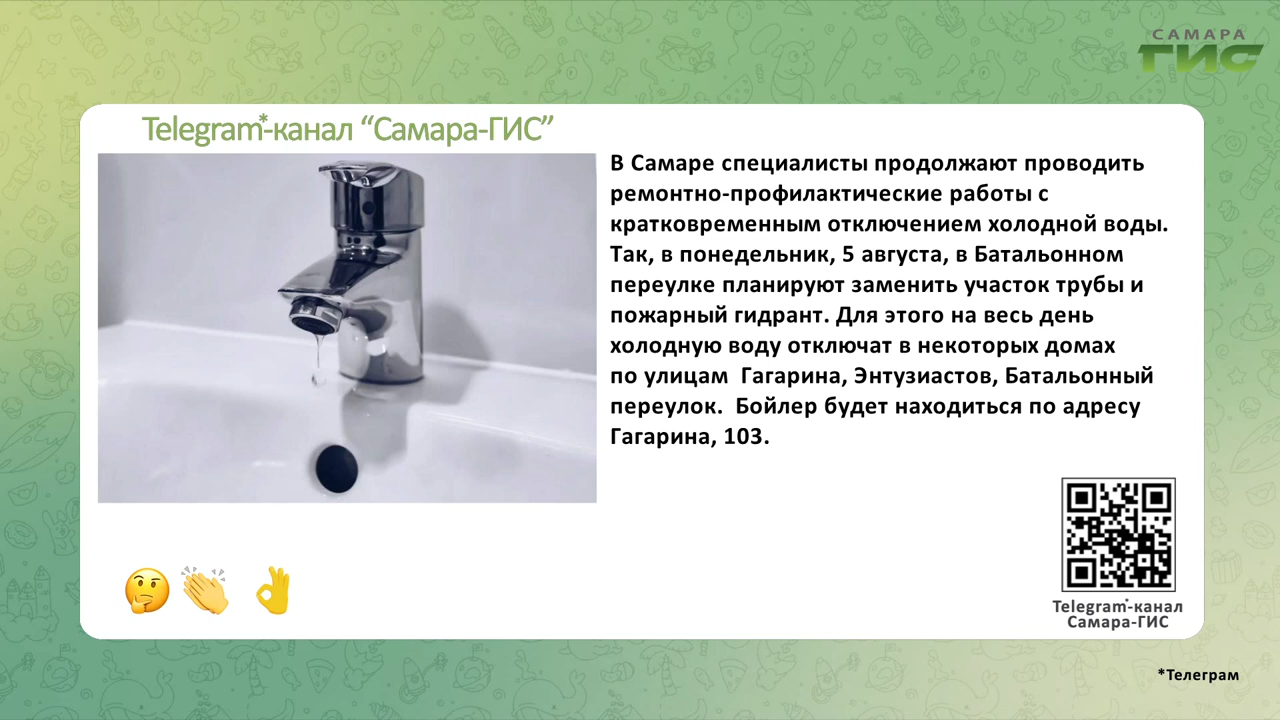 САМАРА
ГИС
Telegram*-канал “Самара-ГИС”
В Самаре специалисты продолжают проводить
ремонтно-профилактические работы с
кратковременным отключением холодной воды.
Так, в понедельник, 5 августа, в Батальонном
переулке планируют заменить участок трубы и
пожарный гидрант. Для этого на весь день
холодную воду отключат в некоторых домах
по улицам Гагарина, Энтузиастов, Батальонный
переулок. Бойлер будет находиться по адресу
Гагарина, 103.
Telegram*-канал
Самара-ГИС
*Телеграм